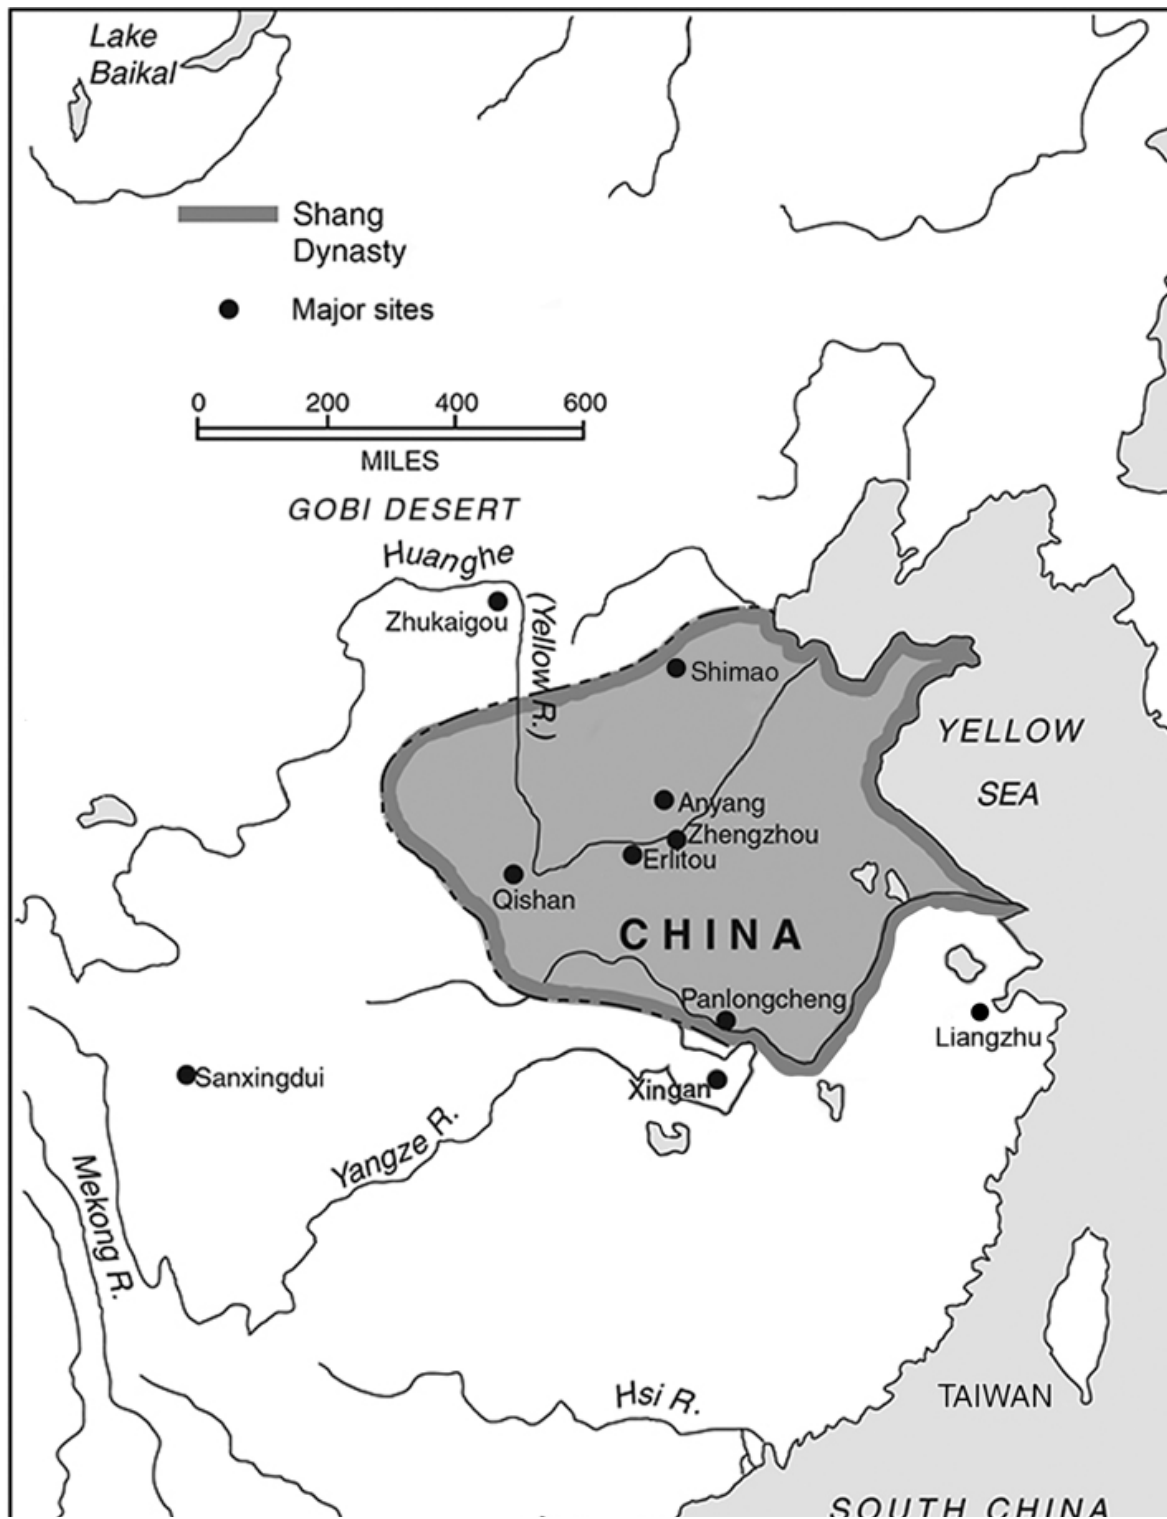 Lake
Baikal
Shang
Dynasty
Major sites
0 200 400 600
MILES
GOBI DESERT
Huanghe
(Yellow R.)
Zhukaigou
Shimao
YELLOW
SEA
Anyang
Zhengzhou
Erlitou
Qishan
CHINA
Panlongcheng
Liangzhu
Sanxingdui
Xingan
Yangze R.
Mekong R.
Hsi R.
TAIWAN
SOUTH CHINA